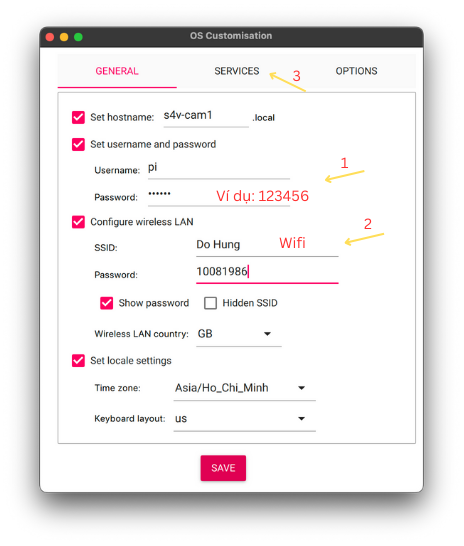 OS Customisation
GENERAL SERVICES OPTIONS
3
Set hostname: s4v-cam1 .local
Set username and password
Username: pi
1
Password: •••••• Ví dụ: 123456
Configure wireless LAN
2
SSID: Do Hung Wifi
Password: 10081986
Show password Hidden SSID
Wireless LAN country: GB
Set locale settings
Time zone: Asia/Ho_Chi_Minh
Keyboard layout: us
SAVE